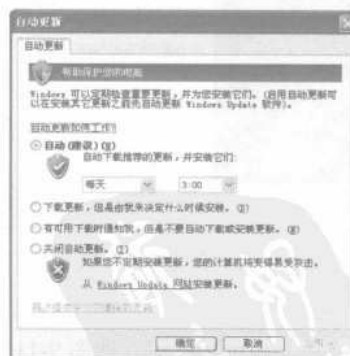 自动更新
自动更新
帮助保护您的电脑
Windows 可以定期检查重要更新，并为您安装它们。(启用自动更新可
以在安装其它更新之前先自动更新 Windows Update 软件)。
自动更新如何工作?
自动(建议)(U)
自动下载推荐的更新，并安装它们:
每天 3:00
下载更新，但是由我来决定什么时候安装。(D)
有可用下载时通知我，但是不要自动下载或安装更新。(N)
关闭自动更新。(T)
如果您不定期安装更新，您的计算机将变得易受攻击。
从 Windows Update 网站安装更新。
确定 取消